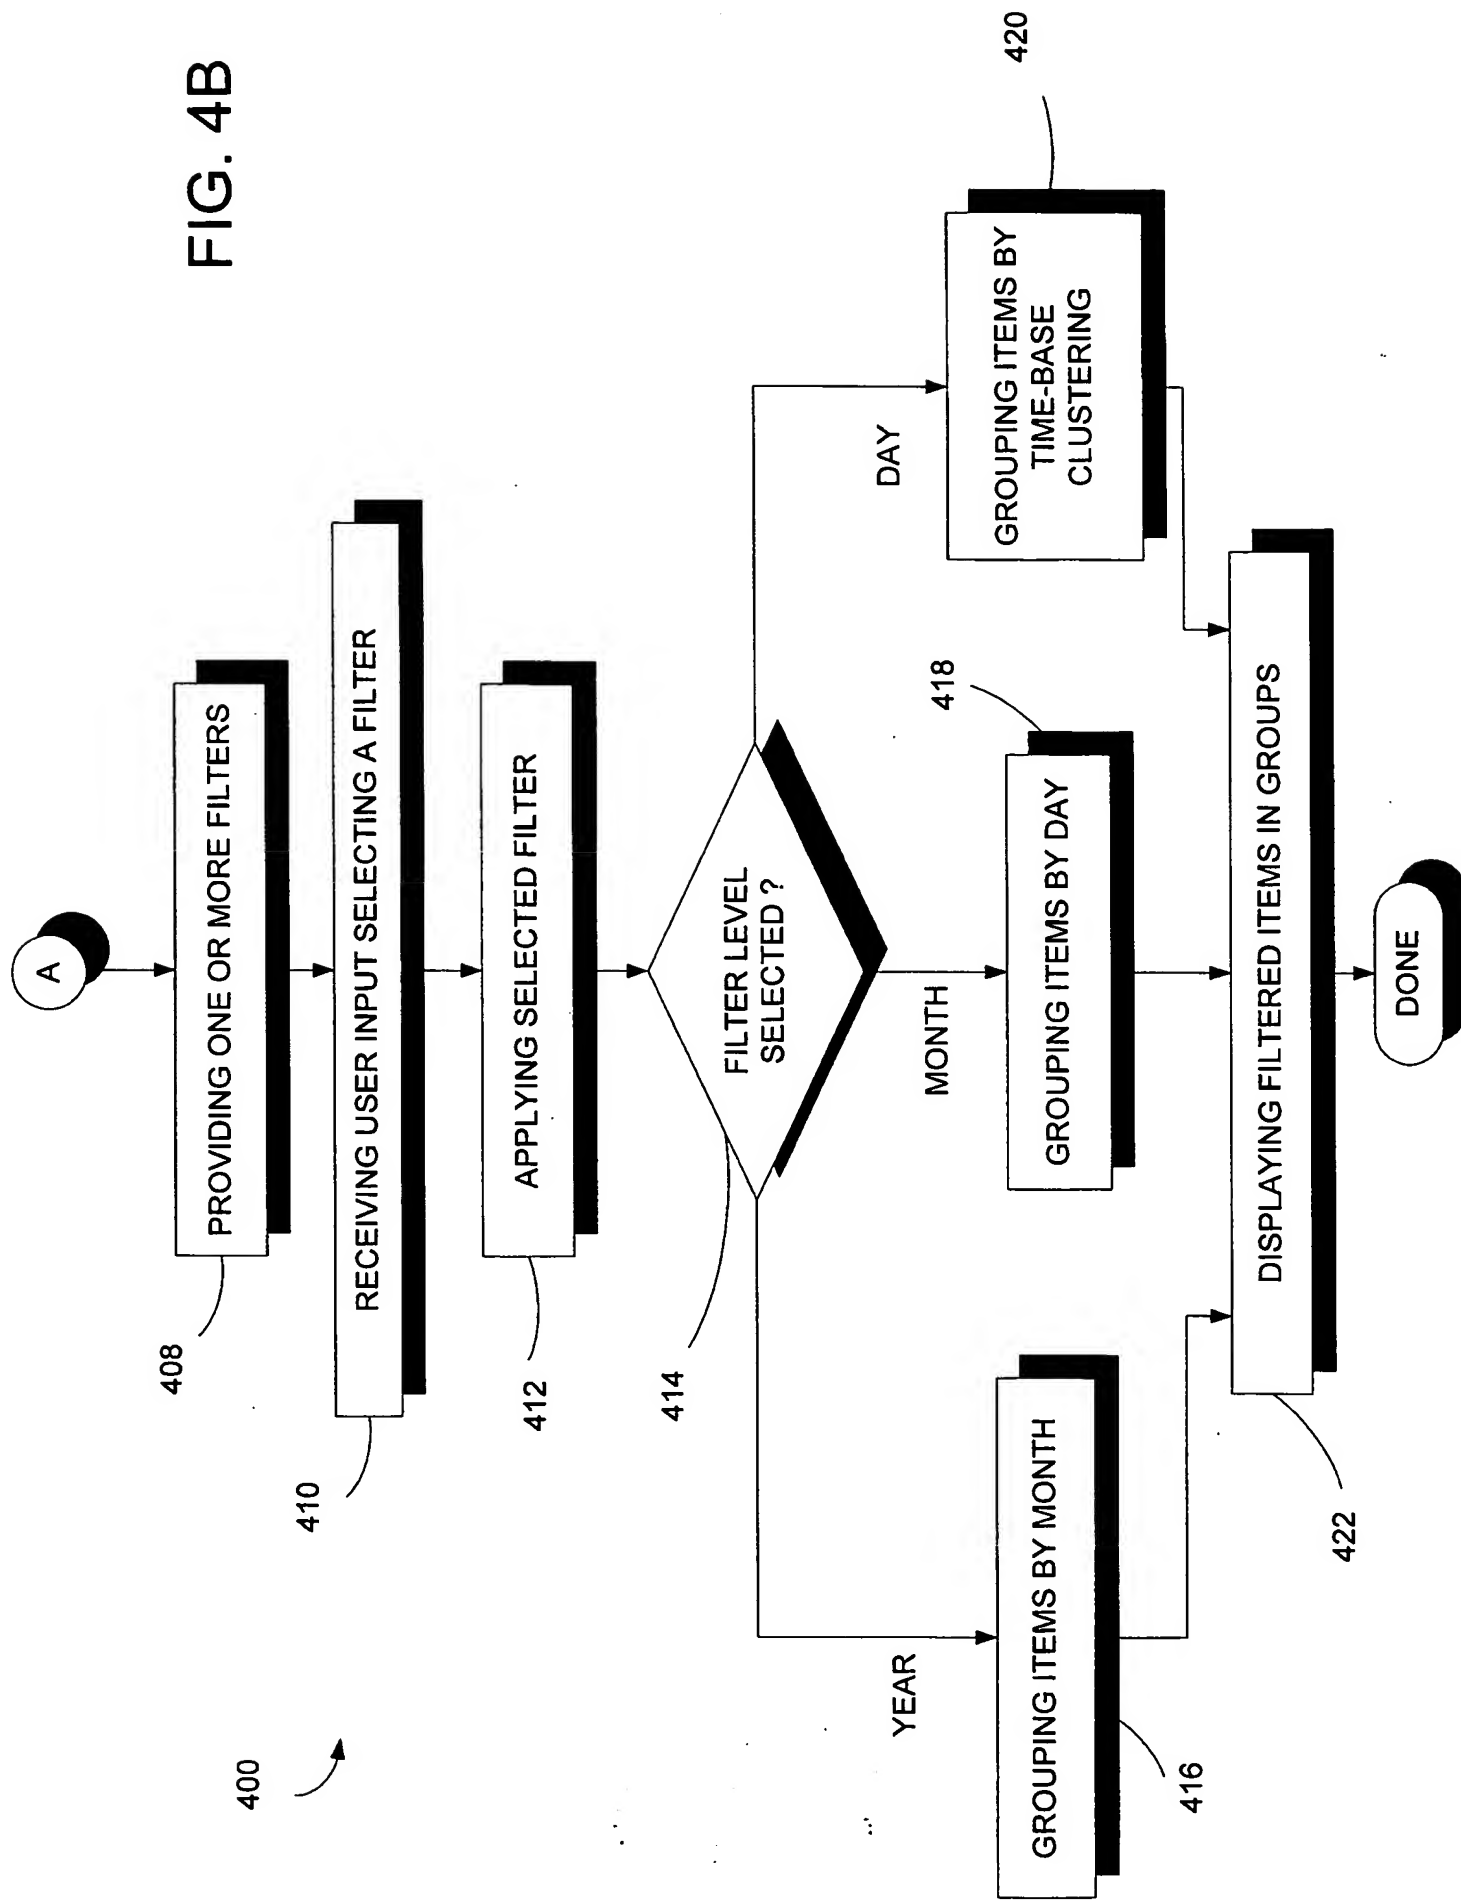 FIG. 4B
400
A
408
PROVIDING ONE OR MORE FILTERS
410
RECEIVING USER INPUT SELECTING A FILTER
412
APPLYING SELECTED FILTER
414
FILTER LEVEL
SELECTED ?
YEAR
MONTH
DAY
416
GROUPING ITEMS BY MONTH
418
GROUPING ITEMS BY DAY
420
GROUPING ITEMS BY
TIME-BASE
CLUSTERING
422
DISPLAYING FILTERED ITEMS IN GROUPS
DONE